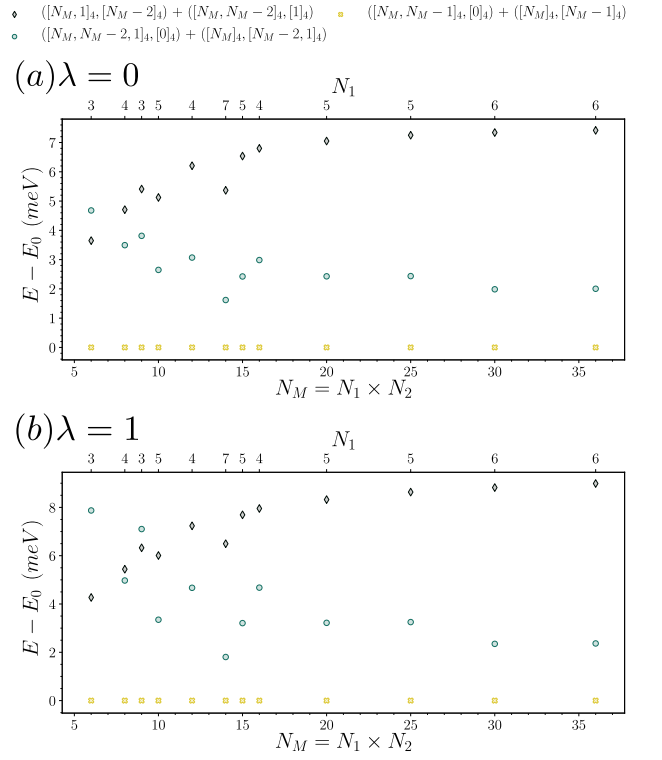 ([N_M, 1]_4, [N_M − 2]_4) + ([N_M, N_M − 2]_4, [1]_4)
([N_M, N_M − 1]_4, [0]_4) + ([N_M]_4, [N_M − 1]_4)
([N_M, N_M − 2, 1]_4, [0]_4) + ([N_M]_4, [N_M − 2, 1]_4)
(a)λ = 0
N_1
3 4 3 5 4 7 5 4 5 5 6 6
E − E_0 (meV)
7
6
5
4
3
2
1
0
5 10 15 20 25 30 35
N_M = N_1 × N_2
(b)λ = 1
N_1
3 4 3 5 4 7 5 4 5 5 6 6
E − E_0 (meV)
8
6
4
2
0
5 10 15 20 25 30 35
N_M = N_1 × N_2